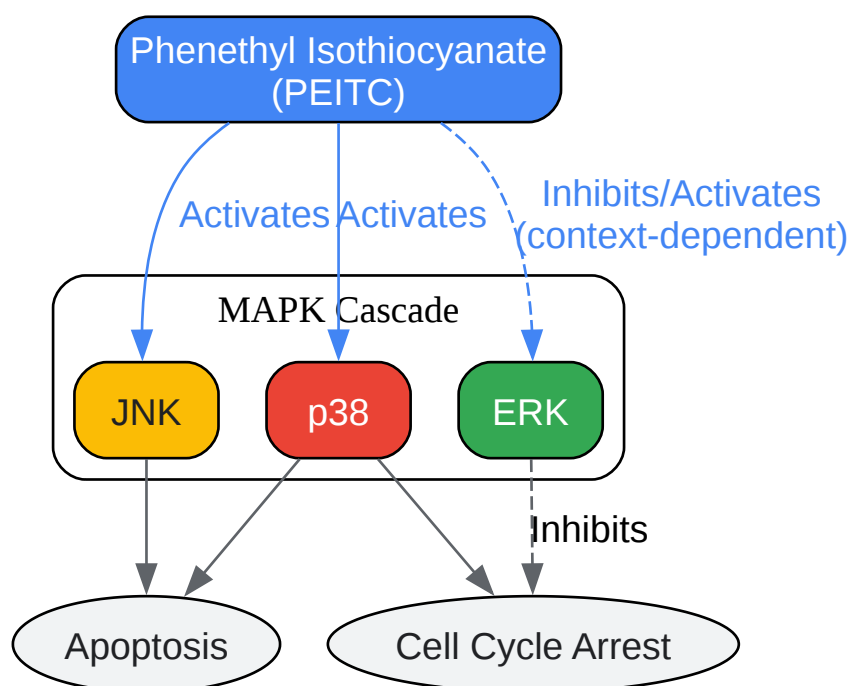 Phenethyl Isothiocyanate
(PEITC)
Activates
Activates
Inhibits/Activates
(context-dependent)
MAPK Cascade
JNK
p38
ERK
Inhibits
Apoptosis
Cell Cycle Arrest